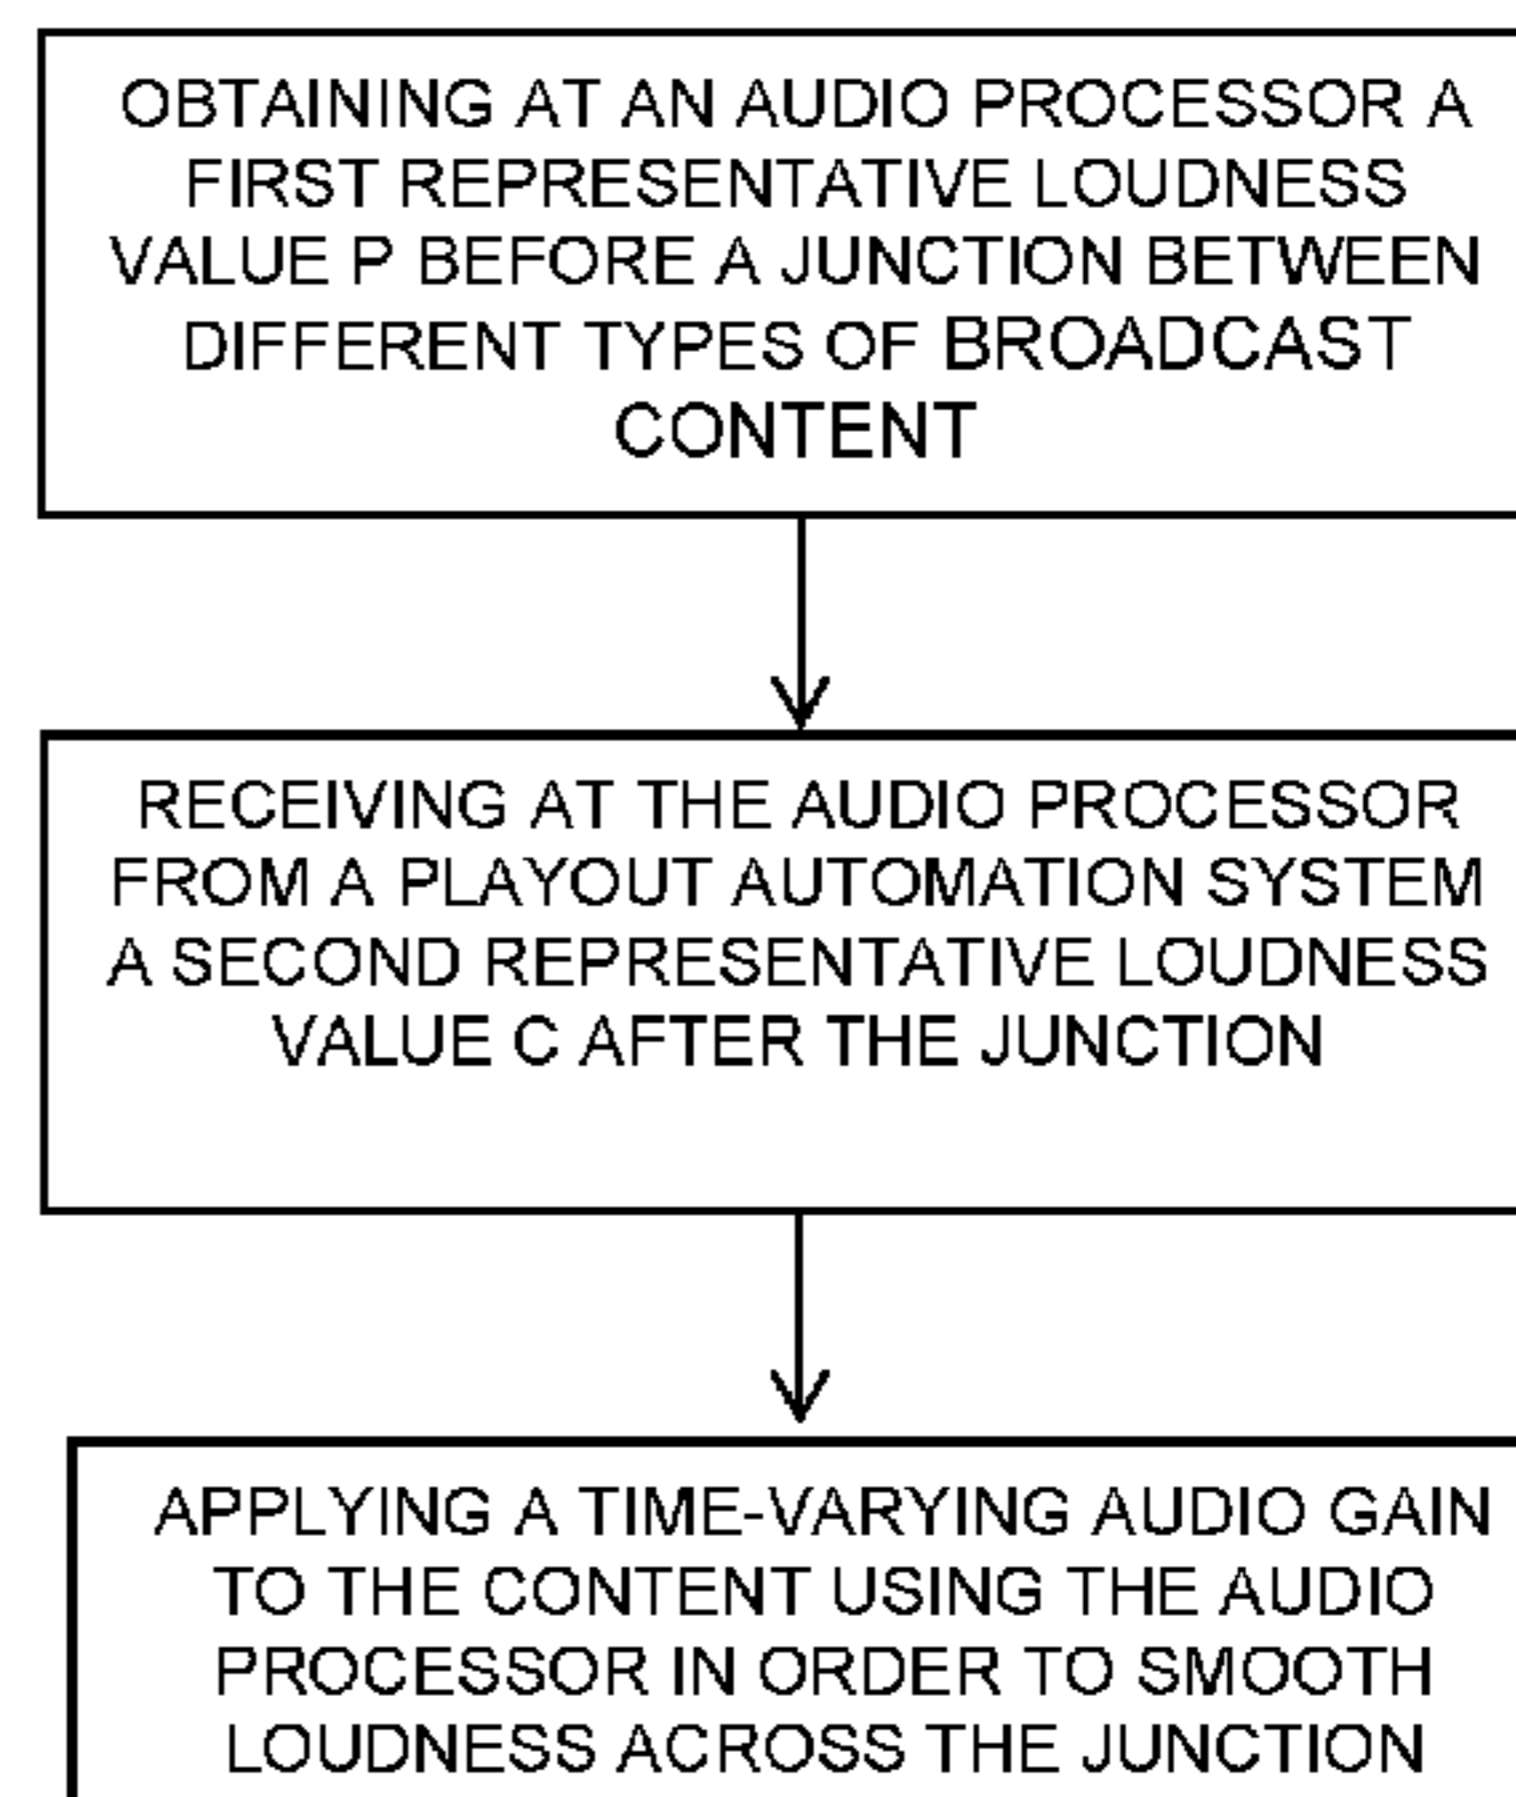 OBTAINING AT AN AUDIO PROCESSOR A
FIRST REPRESENTATIVE LOUDNESS
VALUE P BEFORE A JUNCTION BETWEEN
DIFFERENT TYPES OF BROADCAST
CONTENT
RECEIVING AT THE AUDIO PROCESSOR
FROM A PLAYOUT AUTOMATION SYSTEM
A SECOND REPRESENTATIVE LOUDNESS
VALUE C AFTER THE JUNCTION
APPLYING A TIME-VARYING AUDIO GAIN
TO THE CONTENT USING THE AUDIO
PROCESSOR IN ORDER TO SMOOTH
LOUDNESS ACROSS THE JUNCTION